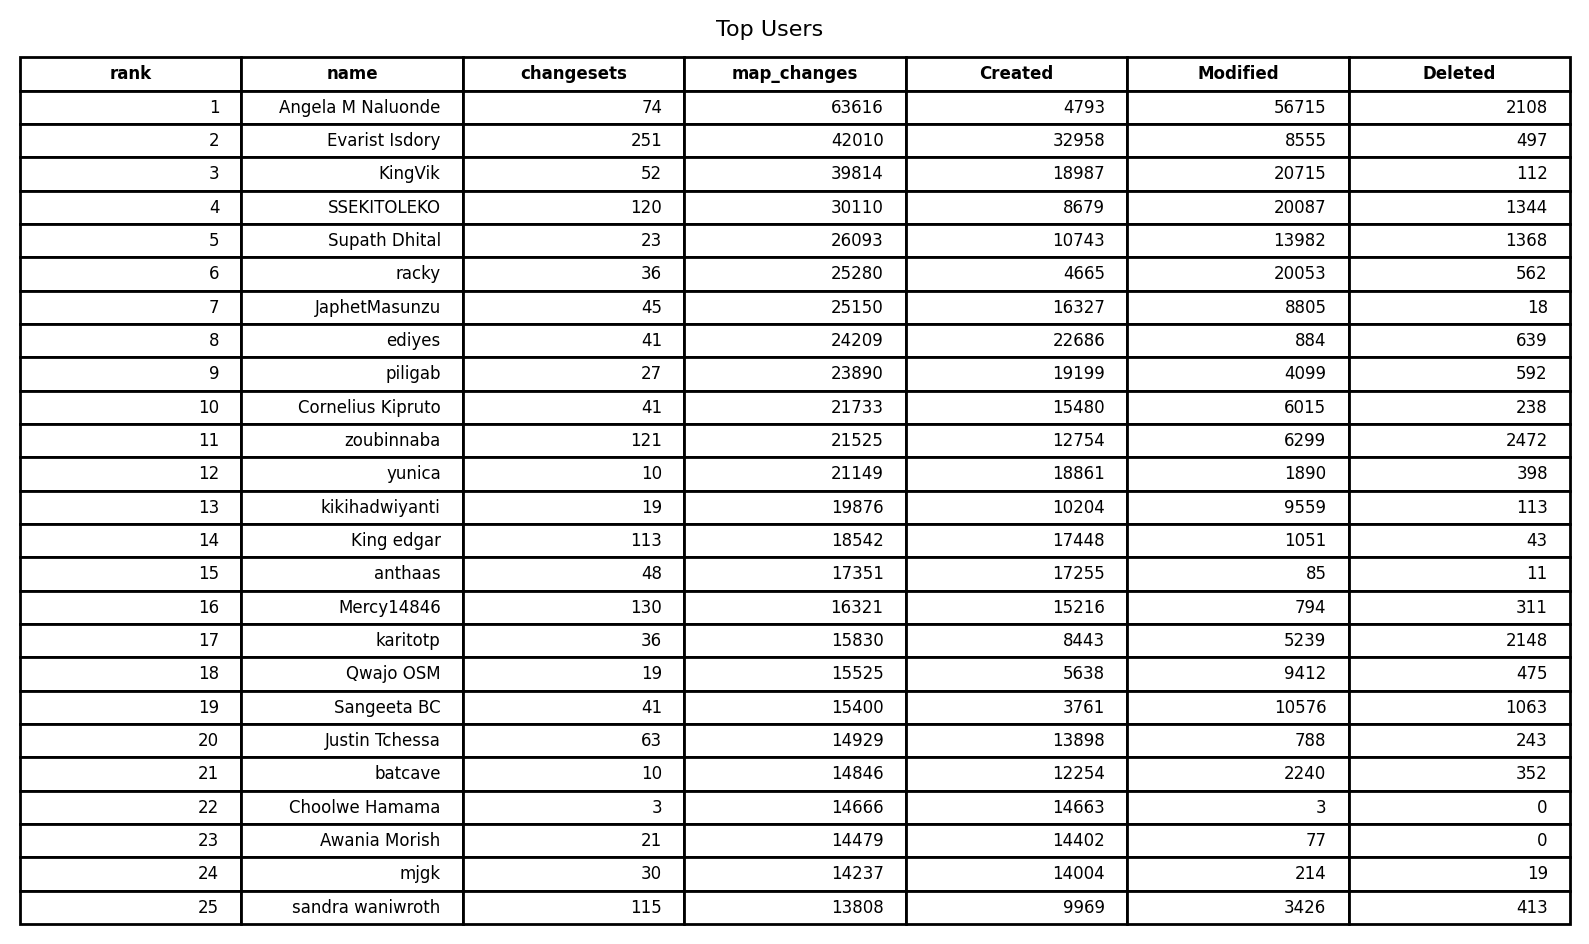 Top Users
rank name changesets map_changes Created Modified Deleted
1 Angela M Naluonde 74 63616 4793 56715 2108
2 Evarist Isdory 251 42010 32958 8555 497
3 KingVik 52 39814 18987 20715 112
4 SSEKITOLEKO 120 30110 8679 20087 1344
5 Supath Dhital 23 26093 10743 13982 1368
6 racky 36 25280 4665 20053 562
7 JaphetMasunzu 45 25150 16327 8805 18
8 ediyes 41 24209 22686 884 639
9 piligab 27 23890 19199 4099 592
10 Cornelius Kipruto 41 21733 15480 6015 238
11 zoubinnaba 121 21525 12754 6299 2472
12 yunica 10 21149 18861 1890 398
13 kikihadwiyanti 19 19876 10204 9559 113
14 King edgar 113 18542 17448 1051 43
15 anthaas 48 17351 17255 85 11
16 Mercy14846 130 16321 15216 794 311
17 karitotp 36 15830 8443 5239 2148
18 Qwajo OSM 19 15525 5638 9412 475
19 Sangeeta BC 41 15400 3761 10576 1063
20 Justin Tchessa 63 14929 13898 788 243
21 batcave 10 14846 12254 2240 352
22 Choolwe Hamama 3 14666 14663 3 0
23 Awania Morish 21 14479 14402 77 0
24 mjgk 30 14237 14004 214 19
25 sandra waniwroth 115 13808 9969 3426 413